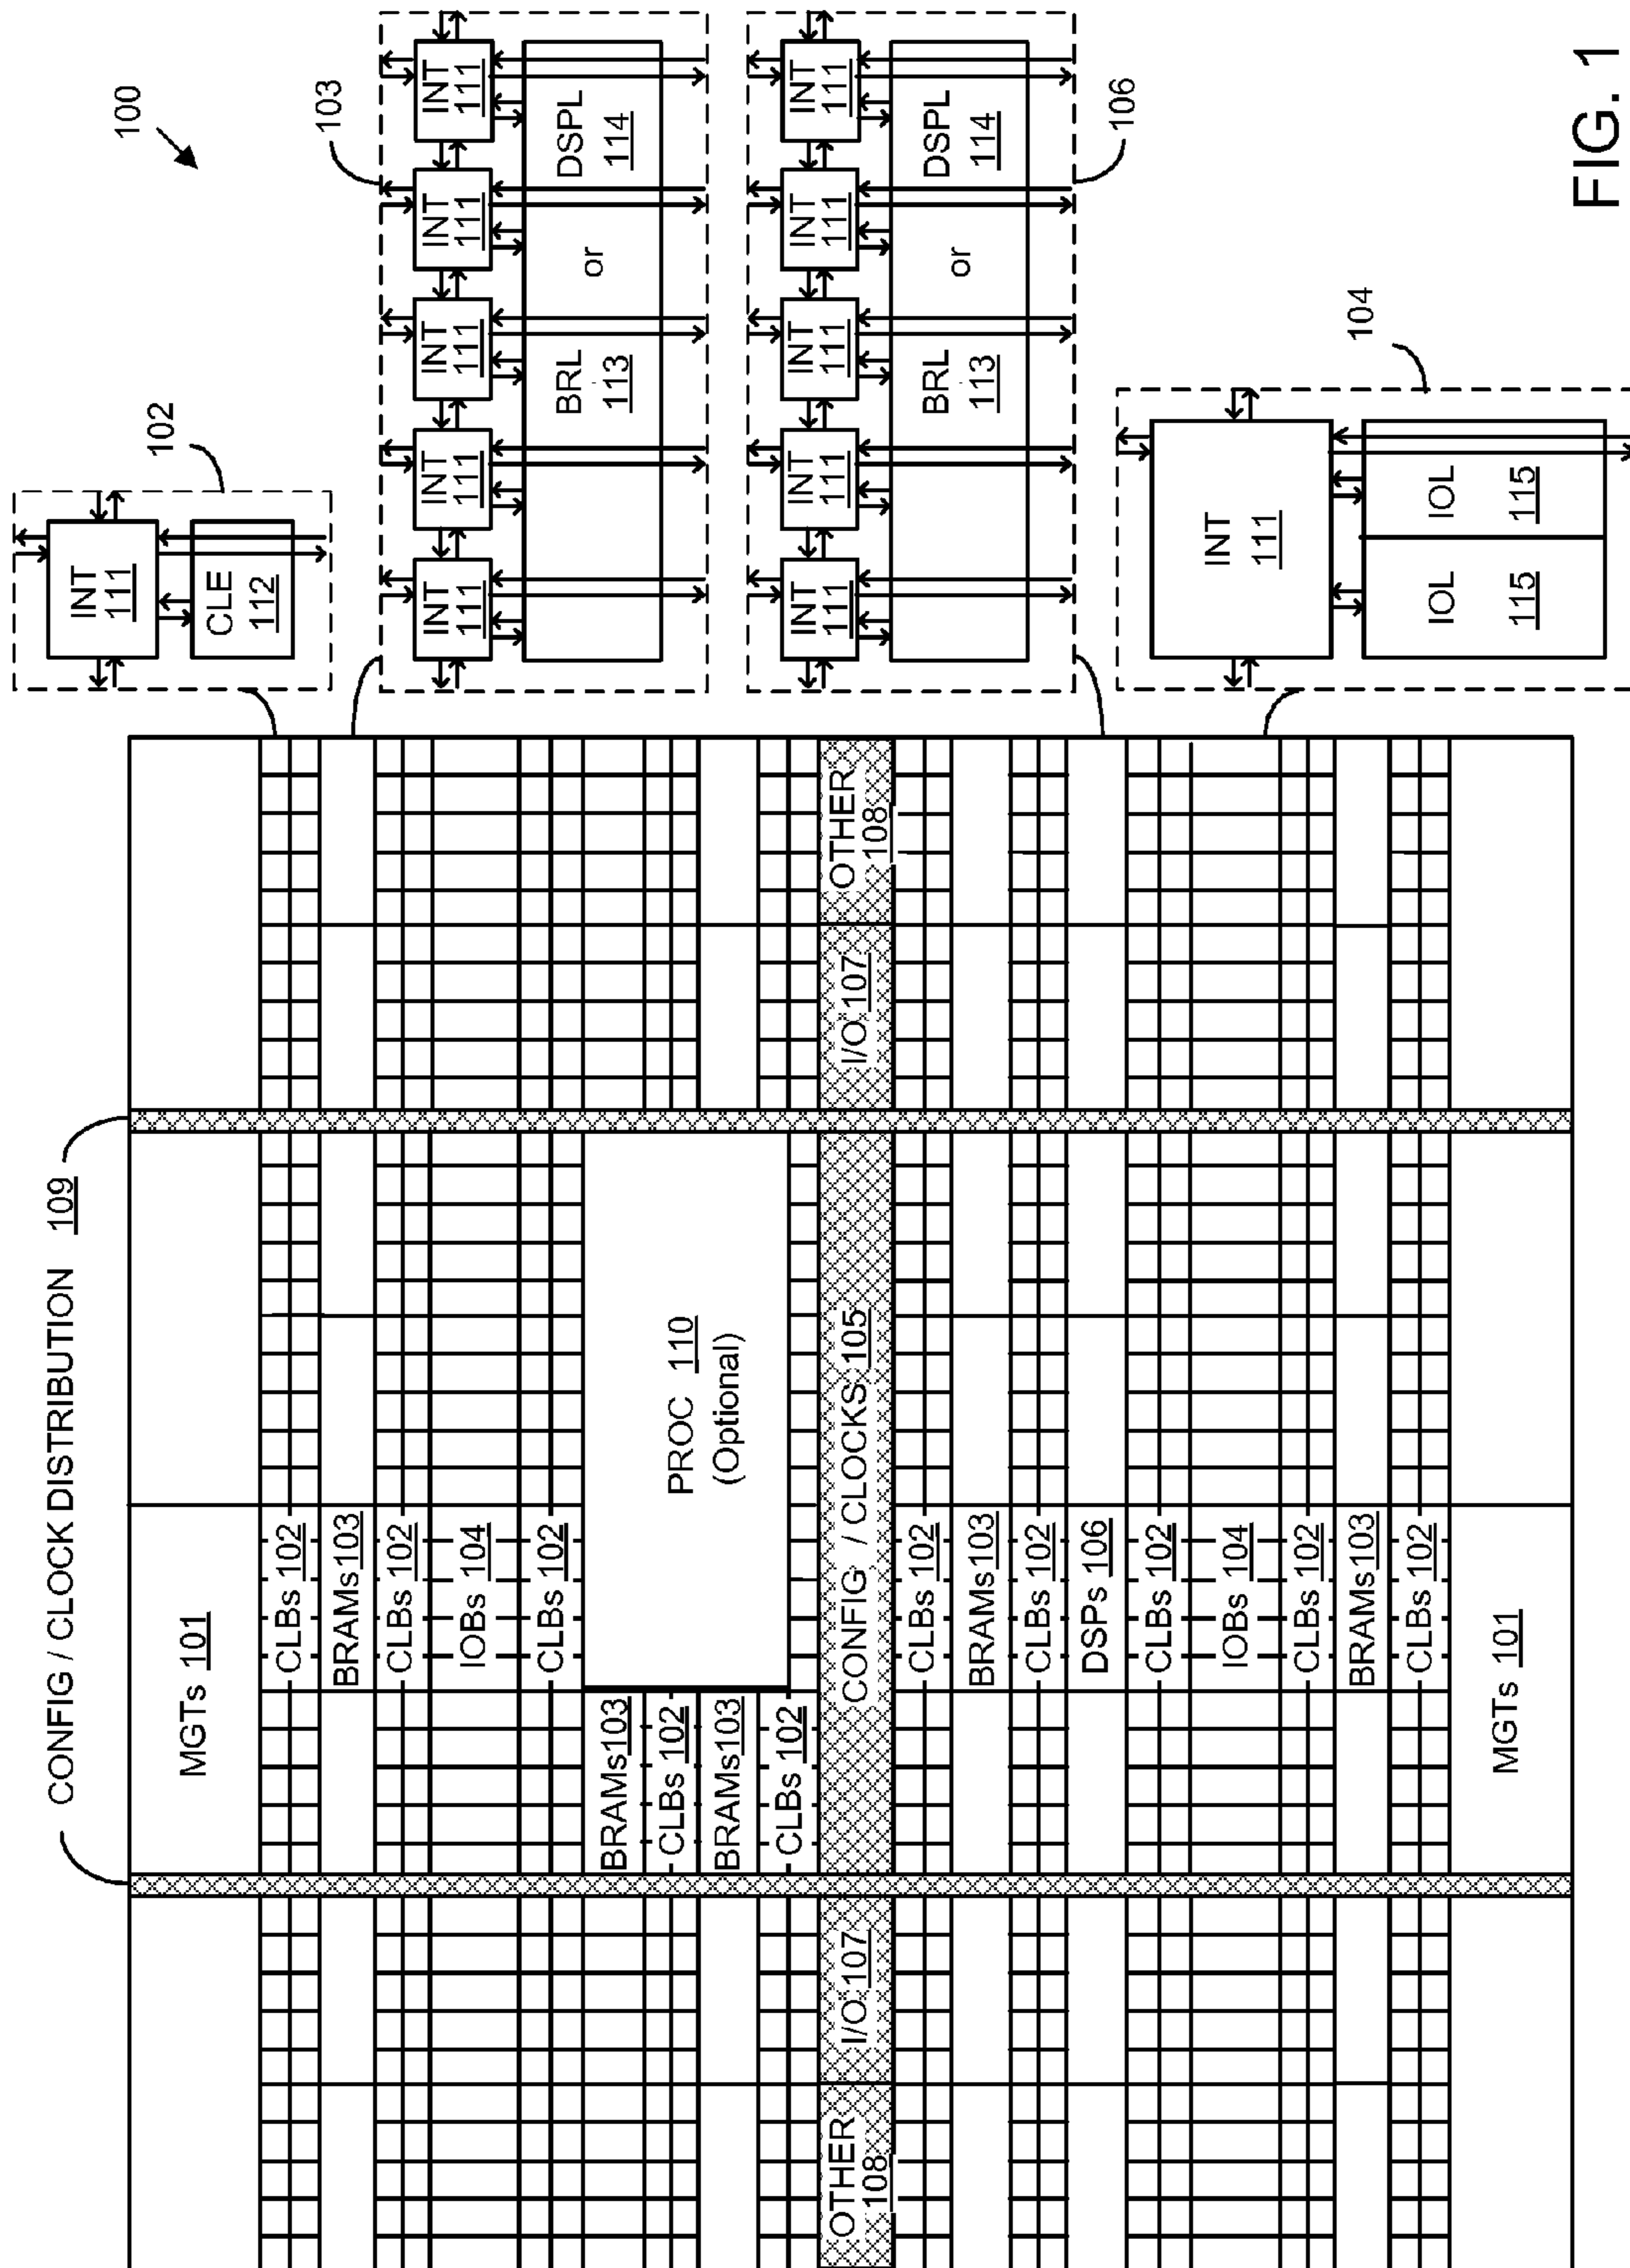 100
CONFIG / CLOCK DISTRIBUTION 109
MGTs 101
CLBs 102
BRAMs 103
CLBs 102
IOBs 104
CLBs 102
BRAMs 103
CLBs 102
BRAMs 103
CLBs 102
PROC 110
(Optional)
OTHER
108
I/O 107
CONFIG / CLOCKS 105
I/O 107
OTHER
108
CLBs 102
BRAMs 103
CLBs 102
DSPs 106
CLBs 102
IOBs 104
CLBs 102
BRAMs 103
CLBs 102
MGTs 101
102
INT
111
CLE
112
103
INT
111
INT
111
INT
111
INT
111
INT
111
BRL
113
or
DSPL
114
INT
111
INT
111
INT
111
INT
111
INT
111
BRL
113
or
DSPL
114
106
104
INT
111
IOL
115
IOL
115
FIG. 1